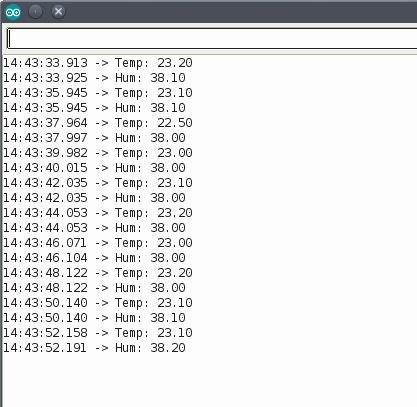 14:43:33.913 -> Temp: 23.20
14:43:33.925 -> Hum: 38.10
14:43:35.945 -> Temp: 23.10
14:43:35.945 -> Hum: 38.10
14:43:37.964 -> Temp: 22.50
14:43:37.997 -> Hum: 38.00
14:43:39.982 -> Temp: 23.00
14:43:40.015 -> Hum: 38.00
14:43:42.035 -> Temp: 23.10
14:43:42.035 -> Hum: 38.00
14:43:44.053 -> Temp: 23.20
14:43:44.053 -> Hum: 38.00
14:43:46.071 -> Temp: 23.00
14:43:46.104 -> Hum: 38.00
14:43:48.122 -> Temp: 23.20
14:43:48.122 -> Hum: 38.00
14:43:50.140 -> Temp: 23.10
14:43:50.140 -> Hum: 38.10
14:43:52.158 -> Temp: 23.10
14:43:52.191 -> Hum: 38.20